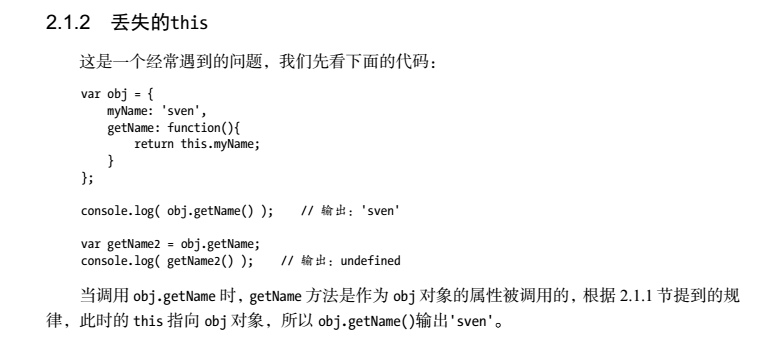 2.1.2 丢失的this
这是一个经常遇到的问题，我们先看下面的代码：
var obj = {
    myName: 'sven',
    getName: function(){
        return this.myName;
    }
};
console.log( obj.getName() );    // 输出：'sven'
var getName2 = obj.getName;
console.log( getName2() );    // 输出：undefined
当调用 obj.getName 时，getName 方法是作为 obj 对象的属性被调用的，根据 2.1.1 节提到的规
律，此时的 this 指向 obj 对象，所以 obj.getName()输出'sven'。